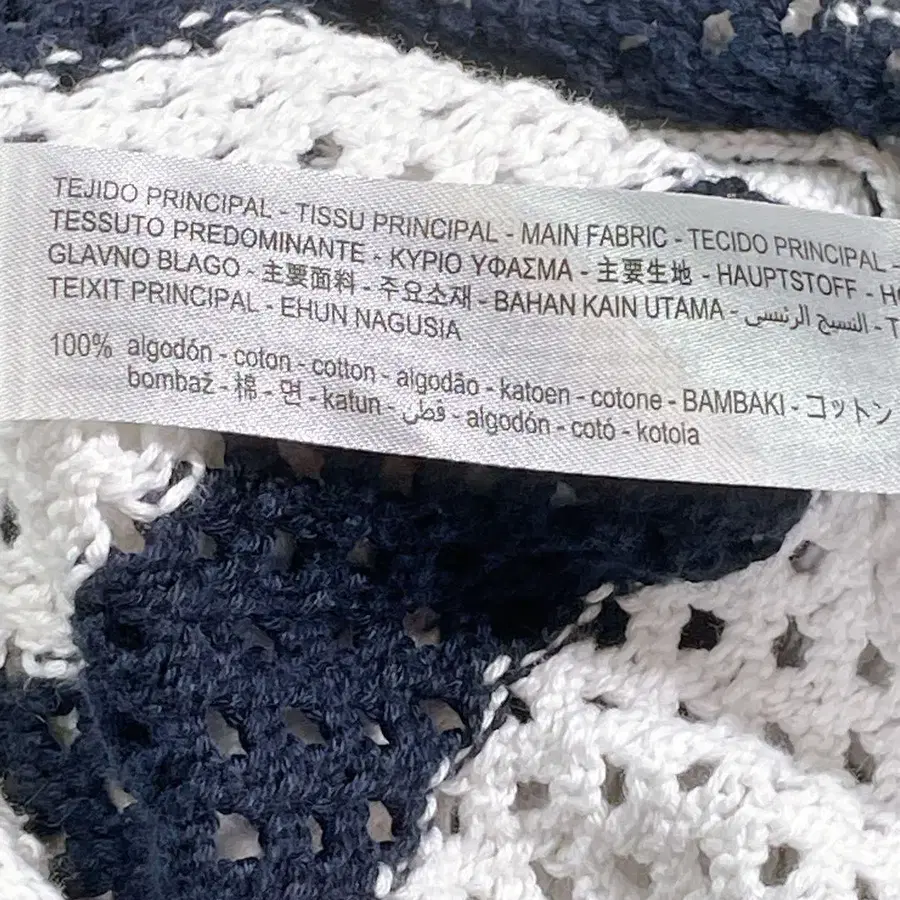 TEJIDO PRINCIPAL - TISSU PRINCIPAL - MAIN FABRIC - TECIDO PRINCIPAL -
TESSUTO PREDOMINANTE - ΚΥΡΙΟ ΥΦΑΣΜΑ - 主要生地 - HAUPTSTOFF -
GLAVNO BLAGO - 主要面料 - 주요소재 - BAHAN KAIN UTAMA - النسيج الرئيسي -
TEIXIT PRINCIPAL - EHUN NAGUSIA
100% algodón - coton - cotton - algodão - katoen - cotone - BAMBAKI - コットン
bombaž - 棉 - 면 - katun - قطن - algodón - cotó - kotoia